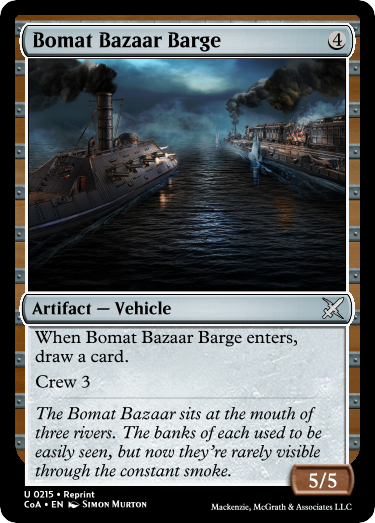 Bomat Bazaar Barge 4
Artifact — Vehicle
When Bomat Bazaar Barge enters,
draw a card.
Crew 3
The Bomat Bazaar sits at the mouth of
three rivers. The banks of each used to be
easily seen, but now they're rarely visible
through the constant smoke.
5/5
U 0215 • Reprint
CoA • EN Simon Murton
Mackenzie, McGrath & Associates LLC